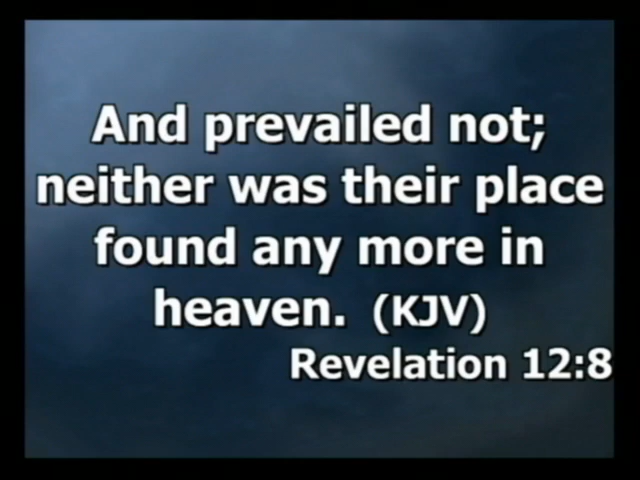 And prevailed not;
neither was their place
found any more in
heaven. (KJV)
Revelation 12:8